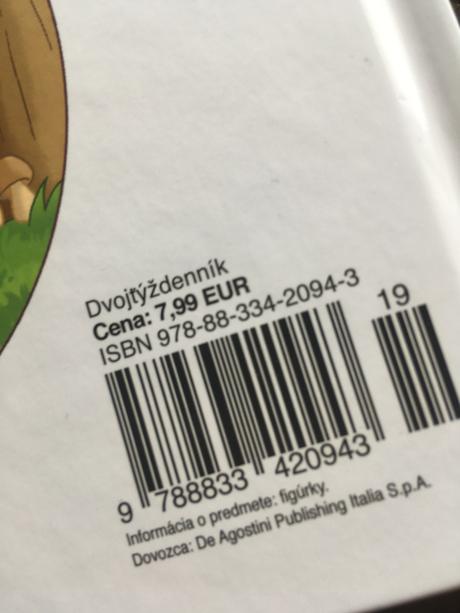 Dvojtýždenník
Cena: 7,99 EUR
ISBN 978-88-334-2094-3
19
9 788833 420943
Informácia o predmete: figúrky.
Dovozca: De Agostini Publishing Italia S.p.A.